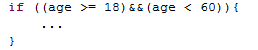 if ((age >= 18)&&(age < 60)){
...
}